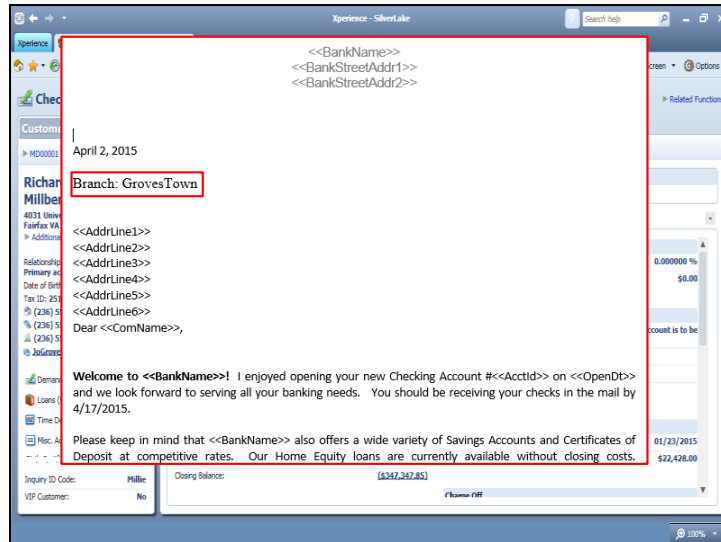 Xperience - SilverLake
Search help
Xperience
creen
Options
Chec
Related Function
Custome
MD00001
Richar
Millber
4031 Unive
Fairfax VA
Additiona
Relationship
Primary ac
Date of Birt
Tax ID: 251
(236) 5
(236) 5
(236) 5
JoGrove
Demand
Loans (
Time De
Misc. Ac
Inquiry ID Code: Millie
VIP Customer: No
<<BankName>>
<<BankStreetAddr1>>
<<BankStreetAddr2>>
April 2, 2015
Branch: GrovesTown
<<AddrLine1>>
<<AddrLine2>>
<<AddrLine3>>
<<AddrLine4>>
<<AddrLine5>>
<<AddrLine6>>
Dear <<ComName>>,
Welcome to <<BankName>>! I enjoyed opening your new Checking Account #<<AcctId>> on <<OpenDt>>
and we look forward to serving all your banking needs. You should be receiving your checks in the mail by
4/17/2015.
Please keep in mind that <<BankName>> also offers a wide variety of Savings Accounts and Certificates of
Deposit at competitive rates. Our Home Equity loans are currently available without closing costs.
0.000000 %
$0.00
ccount is to be
01/23/2015
$22,428.00
Closing Balance: ($347,347.85)
Charge Off
100%